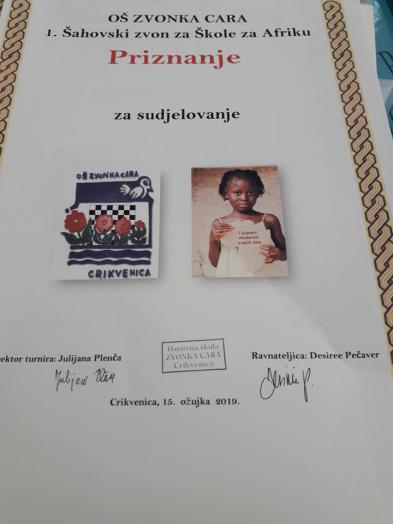 OŠ ZVONKA CARA
1. Šahovski zvon za Škole za Afriku
Priznanje
za sudjelovanje
OŠ ZVONKA CARA
CRIKVENICA
Osnovna škola
ZVONKA CARA
Crikvenica
ektor turnira: Julijana Plenča
Ravnateljica: Desiree Pečaver
Crikvenica, 15. ožujka 2019.